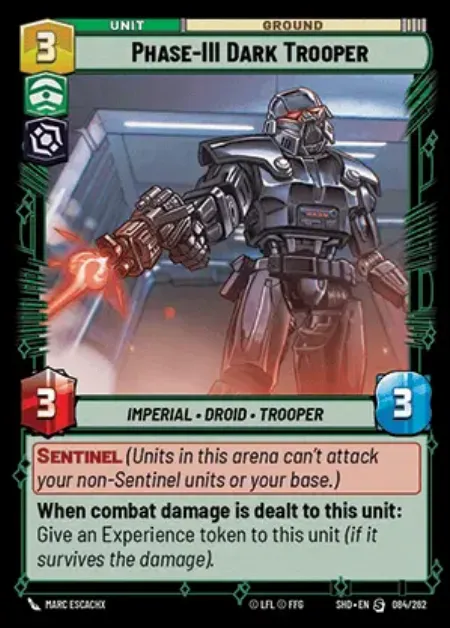 UNIT
GROUND
3
PHASE-III DARK TROOPER
3
IMPERIAL • DROID • TROOPER
3
SENTINEL (Units in this arena can't attack
your non-Sentinel units or your base.)
When combat damage is dealt to this unit:
Give an Experience token to this unit (if it
survives the damage).
MARC ESCACHX
© LFL © FFG
SHD • EN
S
084/262